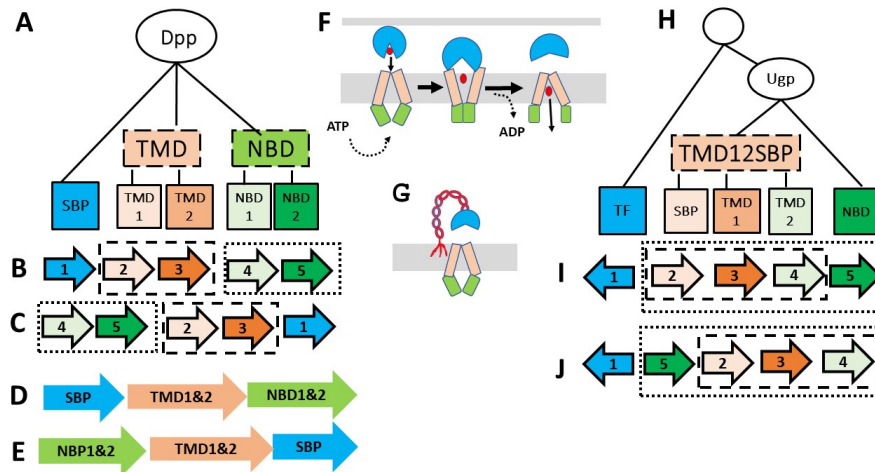 A
Dpp
TMD
NBD
SBP
TMD
1
TMD
2
NBD
1
NBD
2
B
1
2
3
4
5
C
4
5
2
3
1
D
SBP
TMD1&2
NBD1&2
E
NBP1&2
TMD1&2
SBP
F
ATP
ADP
G
H
Ugp
TMD12SBP
TF
SBP
TMD
1
TMD
2
NBD
I
1
2
3
4
5
J
1
5
2
3
4